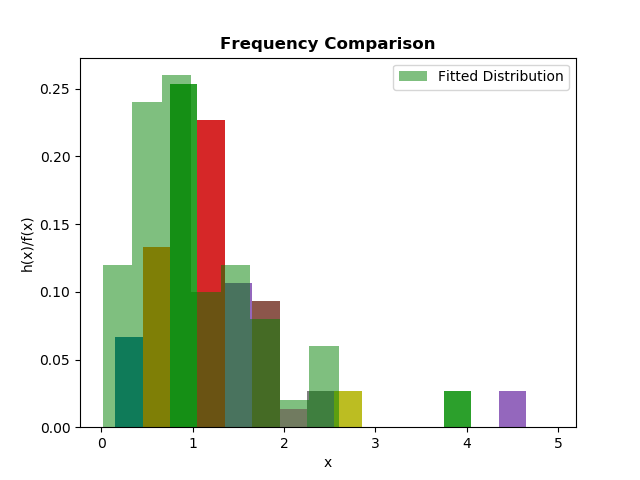 Frequency Comparison
Fitted Distribution
h(x)/f(x)
0.25
0.20
0.15
0.10
0.05
0.00
0 1 2 3 4 5
x